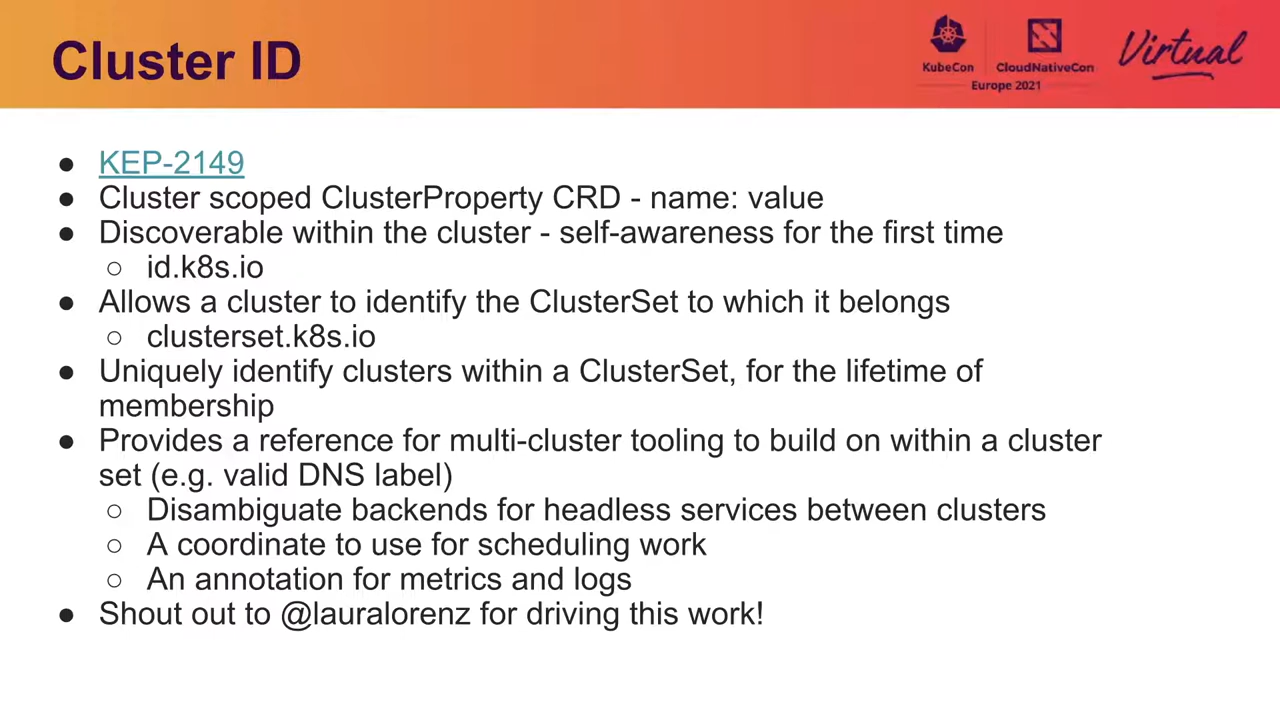 Cluster ID
KubeCon
CloudNativeCon
Europe 2021
Virtual
● KEP-2149
● Cluster scoped ClusterProperty CRD - name: value
● Discoverable within the cluster - self-awareness for the first time
○ id.k8s.io
● Allows a cluster to identify the ClusterSet to which it belongs
○ clusterset.k8s.io
● Uniquely identify clusters within a ClusterSet, for the lifetime of
membership
● Provides a reference for multi-cluster tooling to build on within a cluster
set (e.g. valid DNS label)
○ Disambiguate backends for headless services between clusters
○ A coordinate to use for scheduling work
○ An annotation for metrics and logs
● Shout out to @lauralorenz for driving this work!